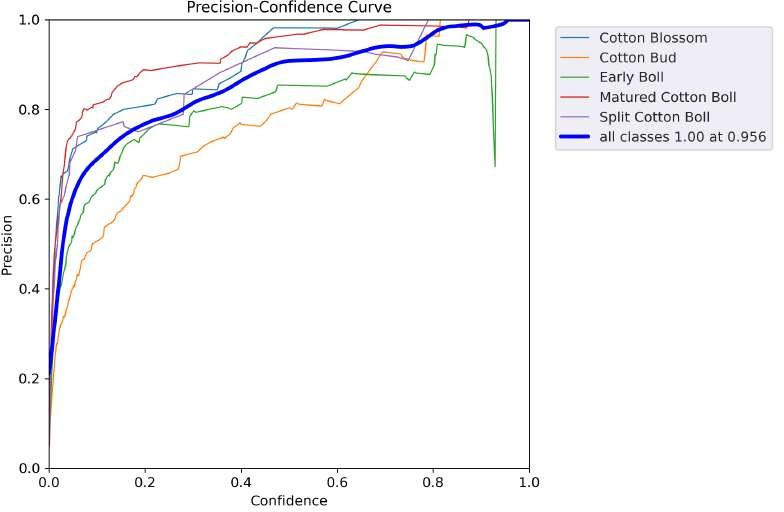 Precision-Confidence Curve
Cotton Blossom
Cotton Bud
Early Boll
Matured Cotton Boll
Split Cotton Boll
all classes 1.00 at 0.956
Precision
1.0
0.8
0.6
0.4
0.2
0.0
0.0 0.2 0.4 0.6 0.8 1.0
Confidence